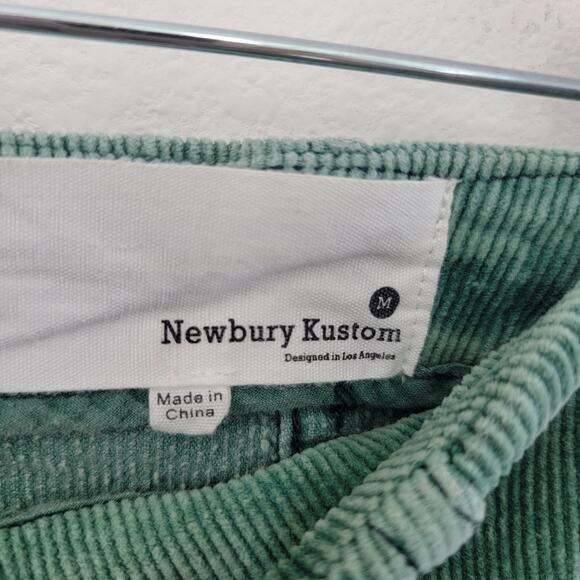 M
Newbury Kustom
Designed in Los Angeles
Made in
China